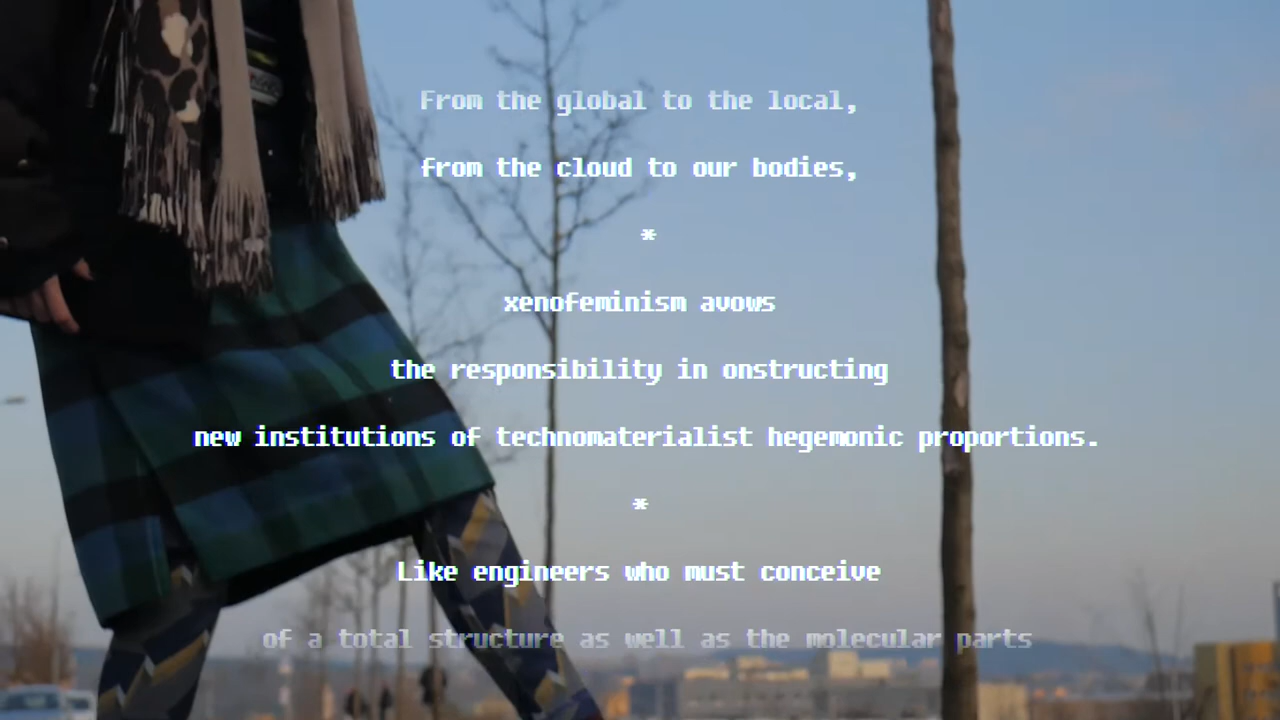 From the global to the local,
from the cloud to our bodies,
*
xenofeminism avows
the responsibility in onstructing
new institutions of technomaterialist hegemonic proportions.
*
Like engineers who must conceive
of a total structure as well as the molecular parts